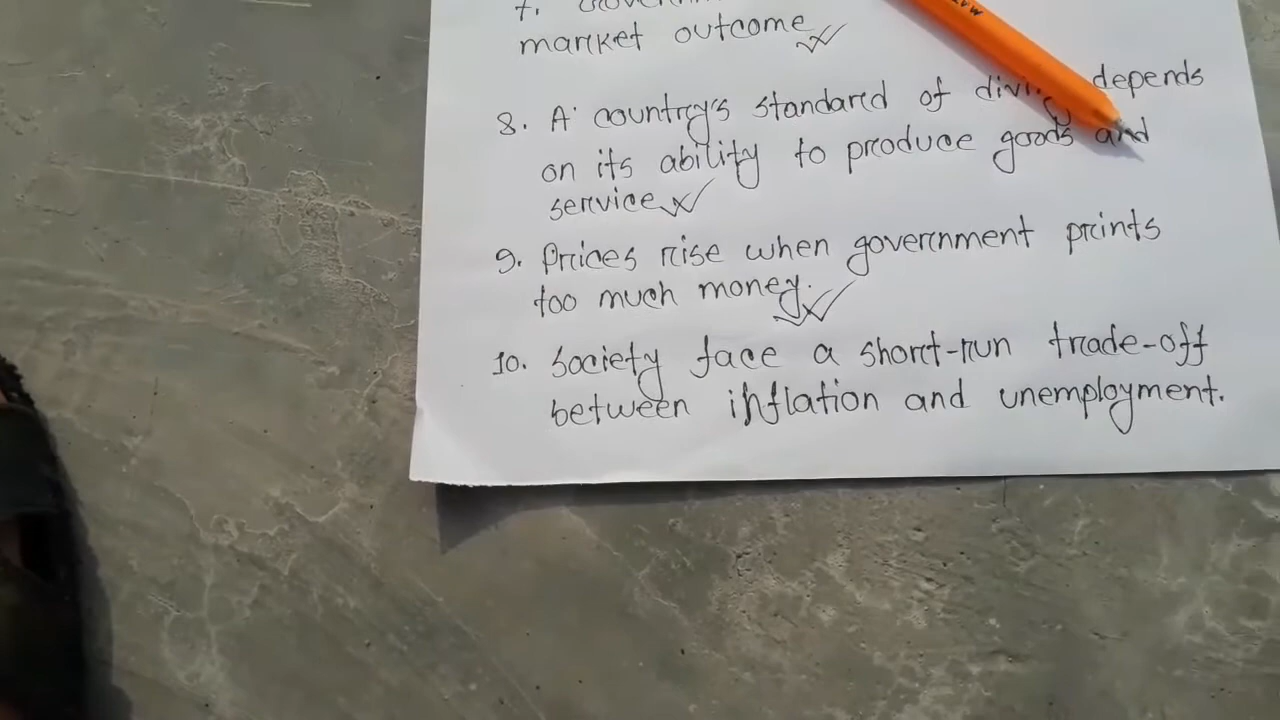 7.
market outcome
8. A country's standard of depends
on its ability to produce goods and
service
9. Prices rise when government prints
too much money.
10. Society face a short-run trade-off
between inflation and unemployment.